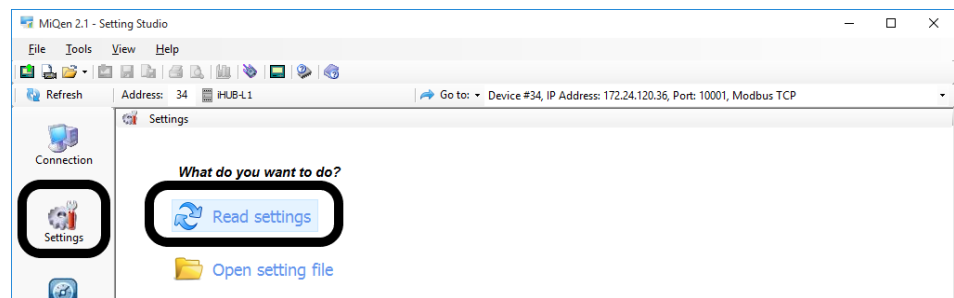 MiQen 2.1 - Setting Studio
File Tools View Help
Refresh Address: 34 iHUB-L1 Go to: Device #34, IP Address: 172.24.120.36, Port: 10001, Modbus TCP
Settings
Connection
What do you want to do?
Read settings
Settings
Open setting file